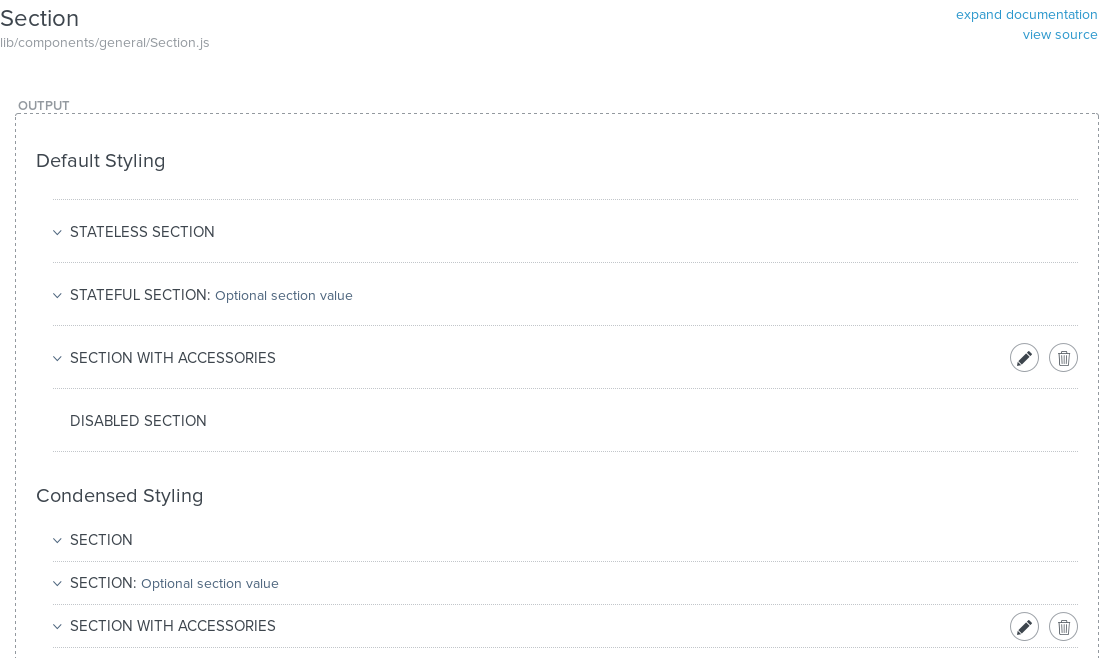 Section
expand documentation
lib/components/general/Section.js
view source
OUTPUT
Default Styling
STATELESS SECTION
STATEFUL SECTION: Optional section value
SECTION WITH ACCESSORIES
DISABLED SECTION
Condensed Styling
SECTION
SECTION: Optional section value
SECTION WITH ACCESSORIES